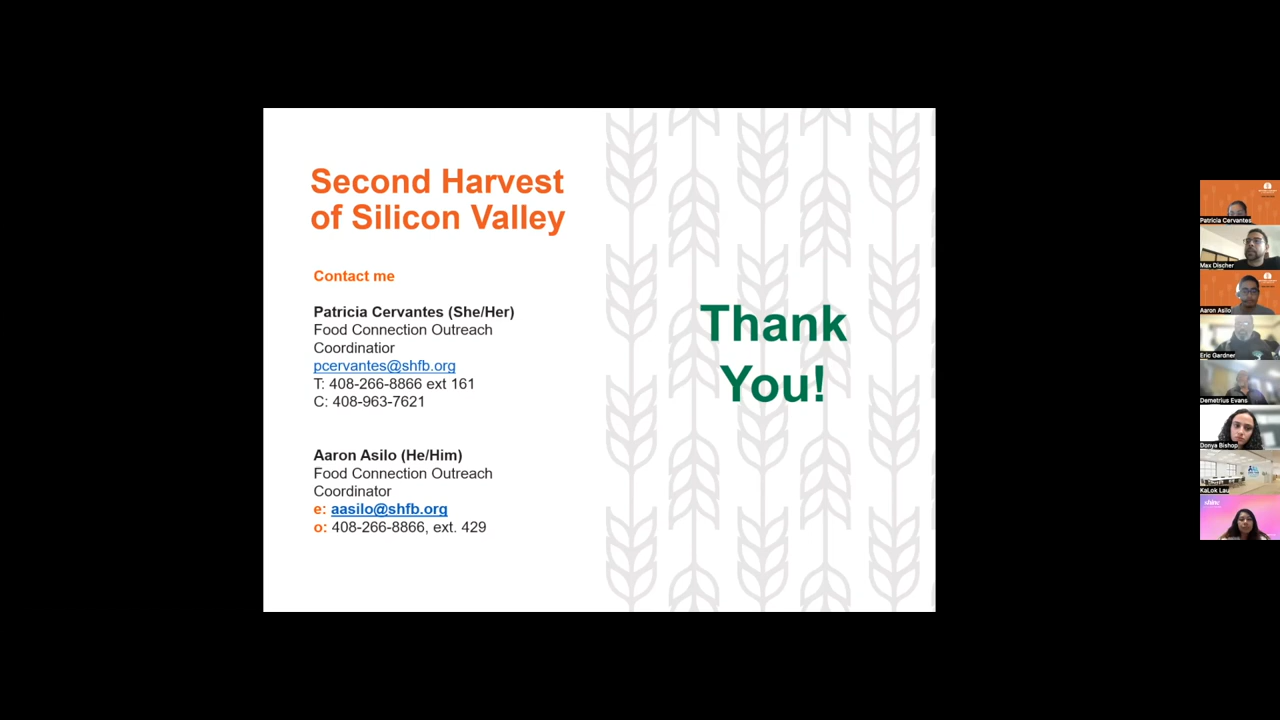 Second Harvest
of Silicon Valley
Contact me
Patricia Cervantes (She/Her)
Food Connection Outreach
Coordinatior
pcervantes@shfb.org
T: 408-266-8866 ext 161
C: 408-963-7621
Aaron Asilo (He/Him)
Food Connection Outreach
Coordinator
e: aasilo@shfb.org
o: 408-266-8866, ext. 429
Thank
You!
Patricia Cervantes
Max Discher
Aaron Asilo
Eric Gardner
Demetrius Evans
Donya Bishop
KaLok Lau
shine